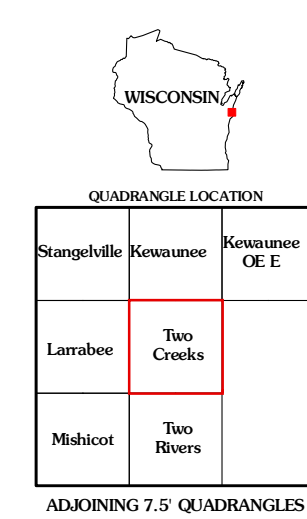 WISCONSIN
QUADRANGLE LOCATION
Stangelville Kewaunee Kewaunee
OE E
Larrabee Two
Creeks
Mishicot Two
Rivers
ADJOINING 7.5' QUADRANGLES